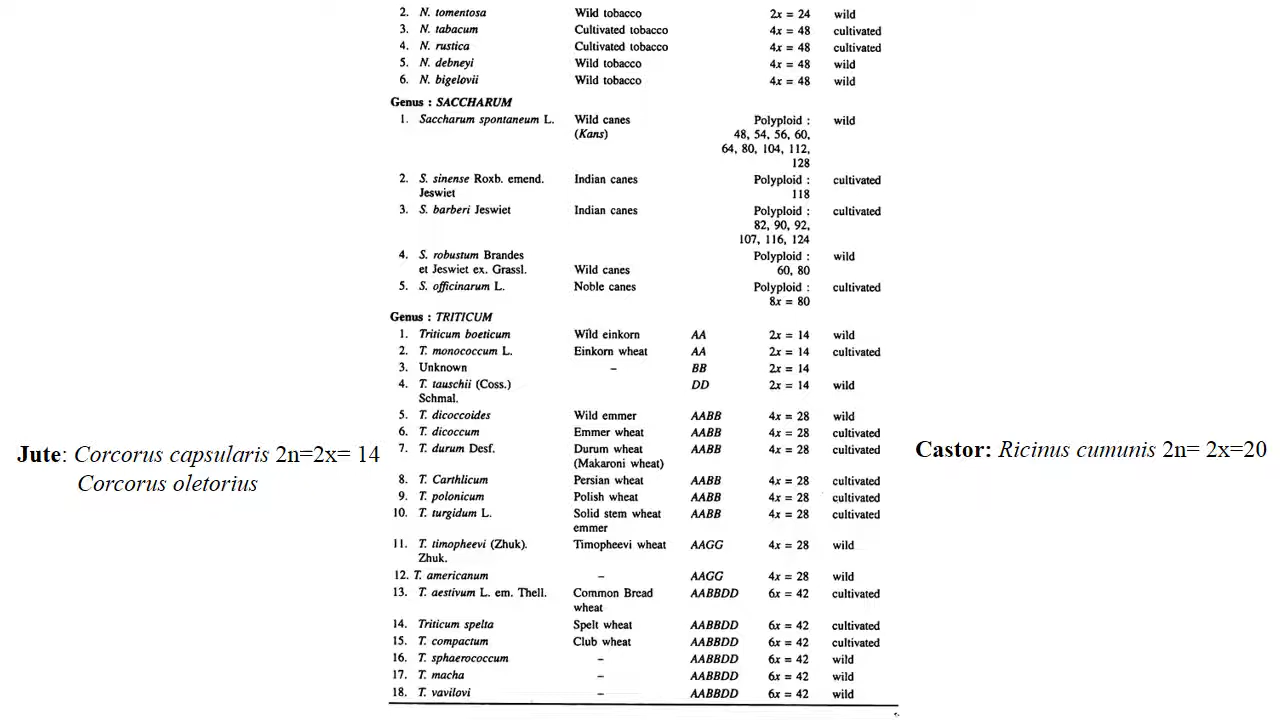 2. N. tomentosa Wild tobacco 2x = 24 wild
3. N. tabacum Cultivated tobacco 4x = 48 cultivated
4. N. rustica Cultivated tobacco 4x = 48 cultivated
5. N. debneyi Wild tobacco 4x = 48 wild
6. N. bigelovii Wild tobacco 4x = 48 wild
Genus : SACCHARUM
1. Saccharum spontaneum L. Wild canes Polyploid : wild
(Kans) 48, 54, 56, 60,
64, 80, 104, 112,
128
2. S. sinense Roxb. emend. Indian canes Polyploid : cultivated
Jeswiet 118
3. S. barberi Jeswiet Indian canes Polyploid : cultivated
82, 90, 92,
107, 116, 124
4. S. robustum Brandes Polyploid : wild
et Jeswiet ex. Grassl. Wild canes 60, 80
5. S. officinarum L. Noble canes Polyploid : cultivated
8x = 80
Genus : TRITICUM
1. Triticum boeticum Wild einkorn AA 2x = 14 wild
2. T. monococcum L. Einkorn wheat AA 2x = 14 cultivated
3. Unknown – BB 2x = 14
4. T. tauschii (Coss.) DD 2x = 14 wild
Schmal.
5. T. dicoccoides Wild emmer AABB 4x = 28 wild
6. T. dicoccum Emmer wheat AABB 4x = 28 cultivated
7. T. durum Desf. Durum wheat AABB 4x = 28 cultivated
(Makaroni wheat)
8. T. Carthlicum Persian wheat AABB 4x = 28 cultivated
9. T. polonicum Polish wheat AABB 4x = 28 cultivated
10. T. turgidum L. Solid stem wheat AABB 4x = 28 cultivated
emmer
11. T. timopheevi (Zhuk). Timopheevi wheat AAGG 4x = 28 wild
Zhuk.
12. T. americanum – AAGG 4x = 28 wild
13. T. aestivum L. em. Thell. Common Bread AABBDD 6x = 42 cultivated
wheat
14. Triticum spelta Spelt wheat AABBDD 6x = 42 cultivated
15. T. compactum Club wheat AABBDD 6x = 42 cultivated
16. T. sphaerococcum – AABBDD 6x = 42 wild
17. T. macha – AABBDD 6x = 42 wild
18. T. vavilovi – AABBDD 6x = 42 wild
Jute: Corcorus capsularis 2n=2x= 14
Corcorus oletorius
Castor: Ricinus cumunis 2n= 2x=20